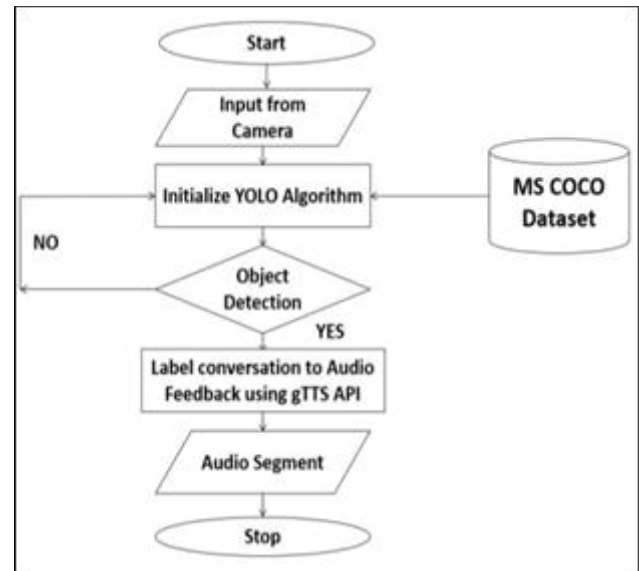 Start
Input from
Camera
Initialize YOLO Algorithm
MS COCO
Dataset
NO
Object
Detection
YES
Label conversation to Audio
Feedback using gTTS API
Audio Segment
Stop